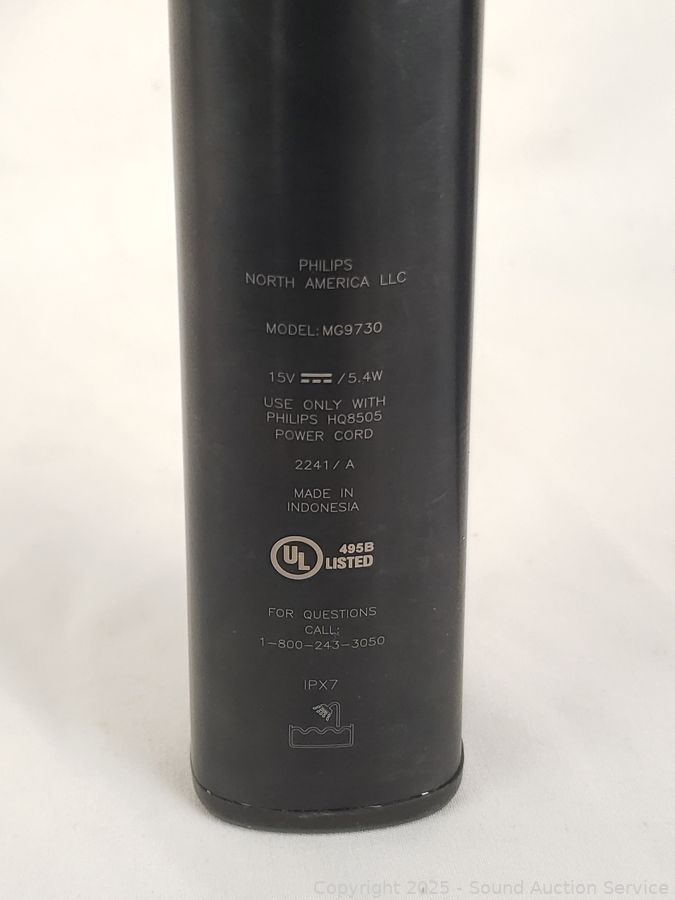 PHILIPS
NORTH AMERICA LLC
MODEL: MG9730
15V ⎓ / 5.4W
USE ONLY WITH
PHILIPS HQ8505
POWER CORD
2241 / A
MADE IN
INDONESIA
UL 495B
LISTED
FOR QUESTIONS
CALL:
1-800-243-3050
IPX7
Copyright 2025 - Sound Auction Service